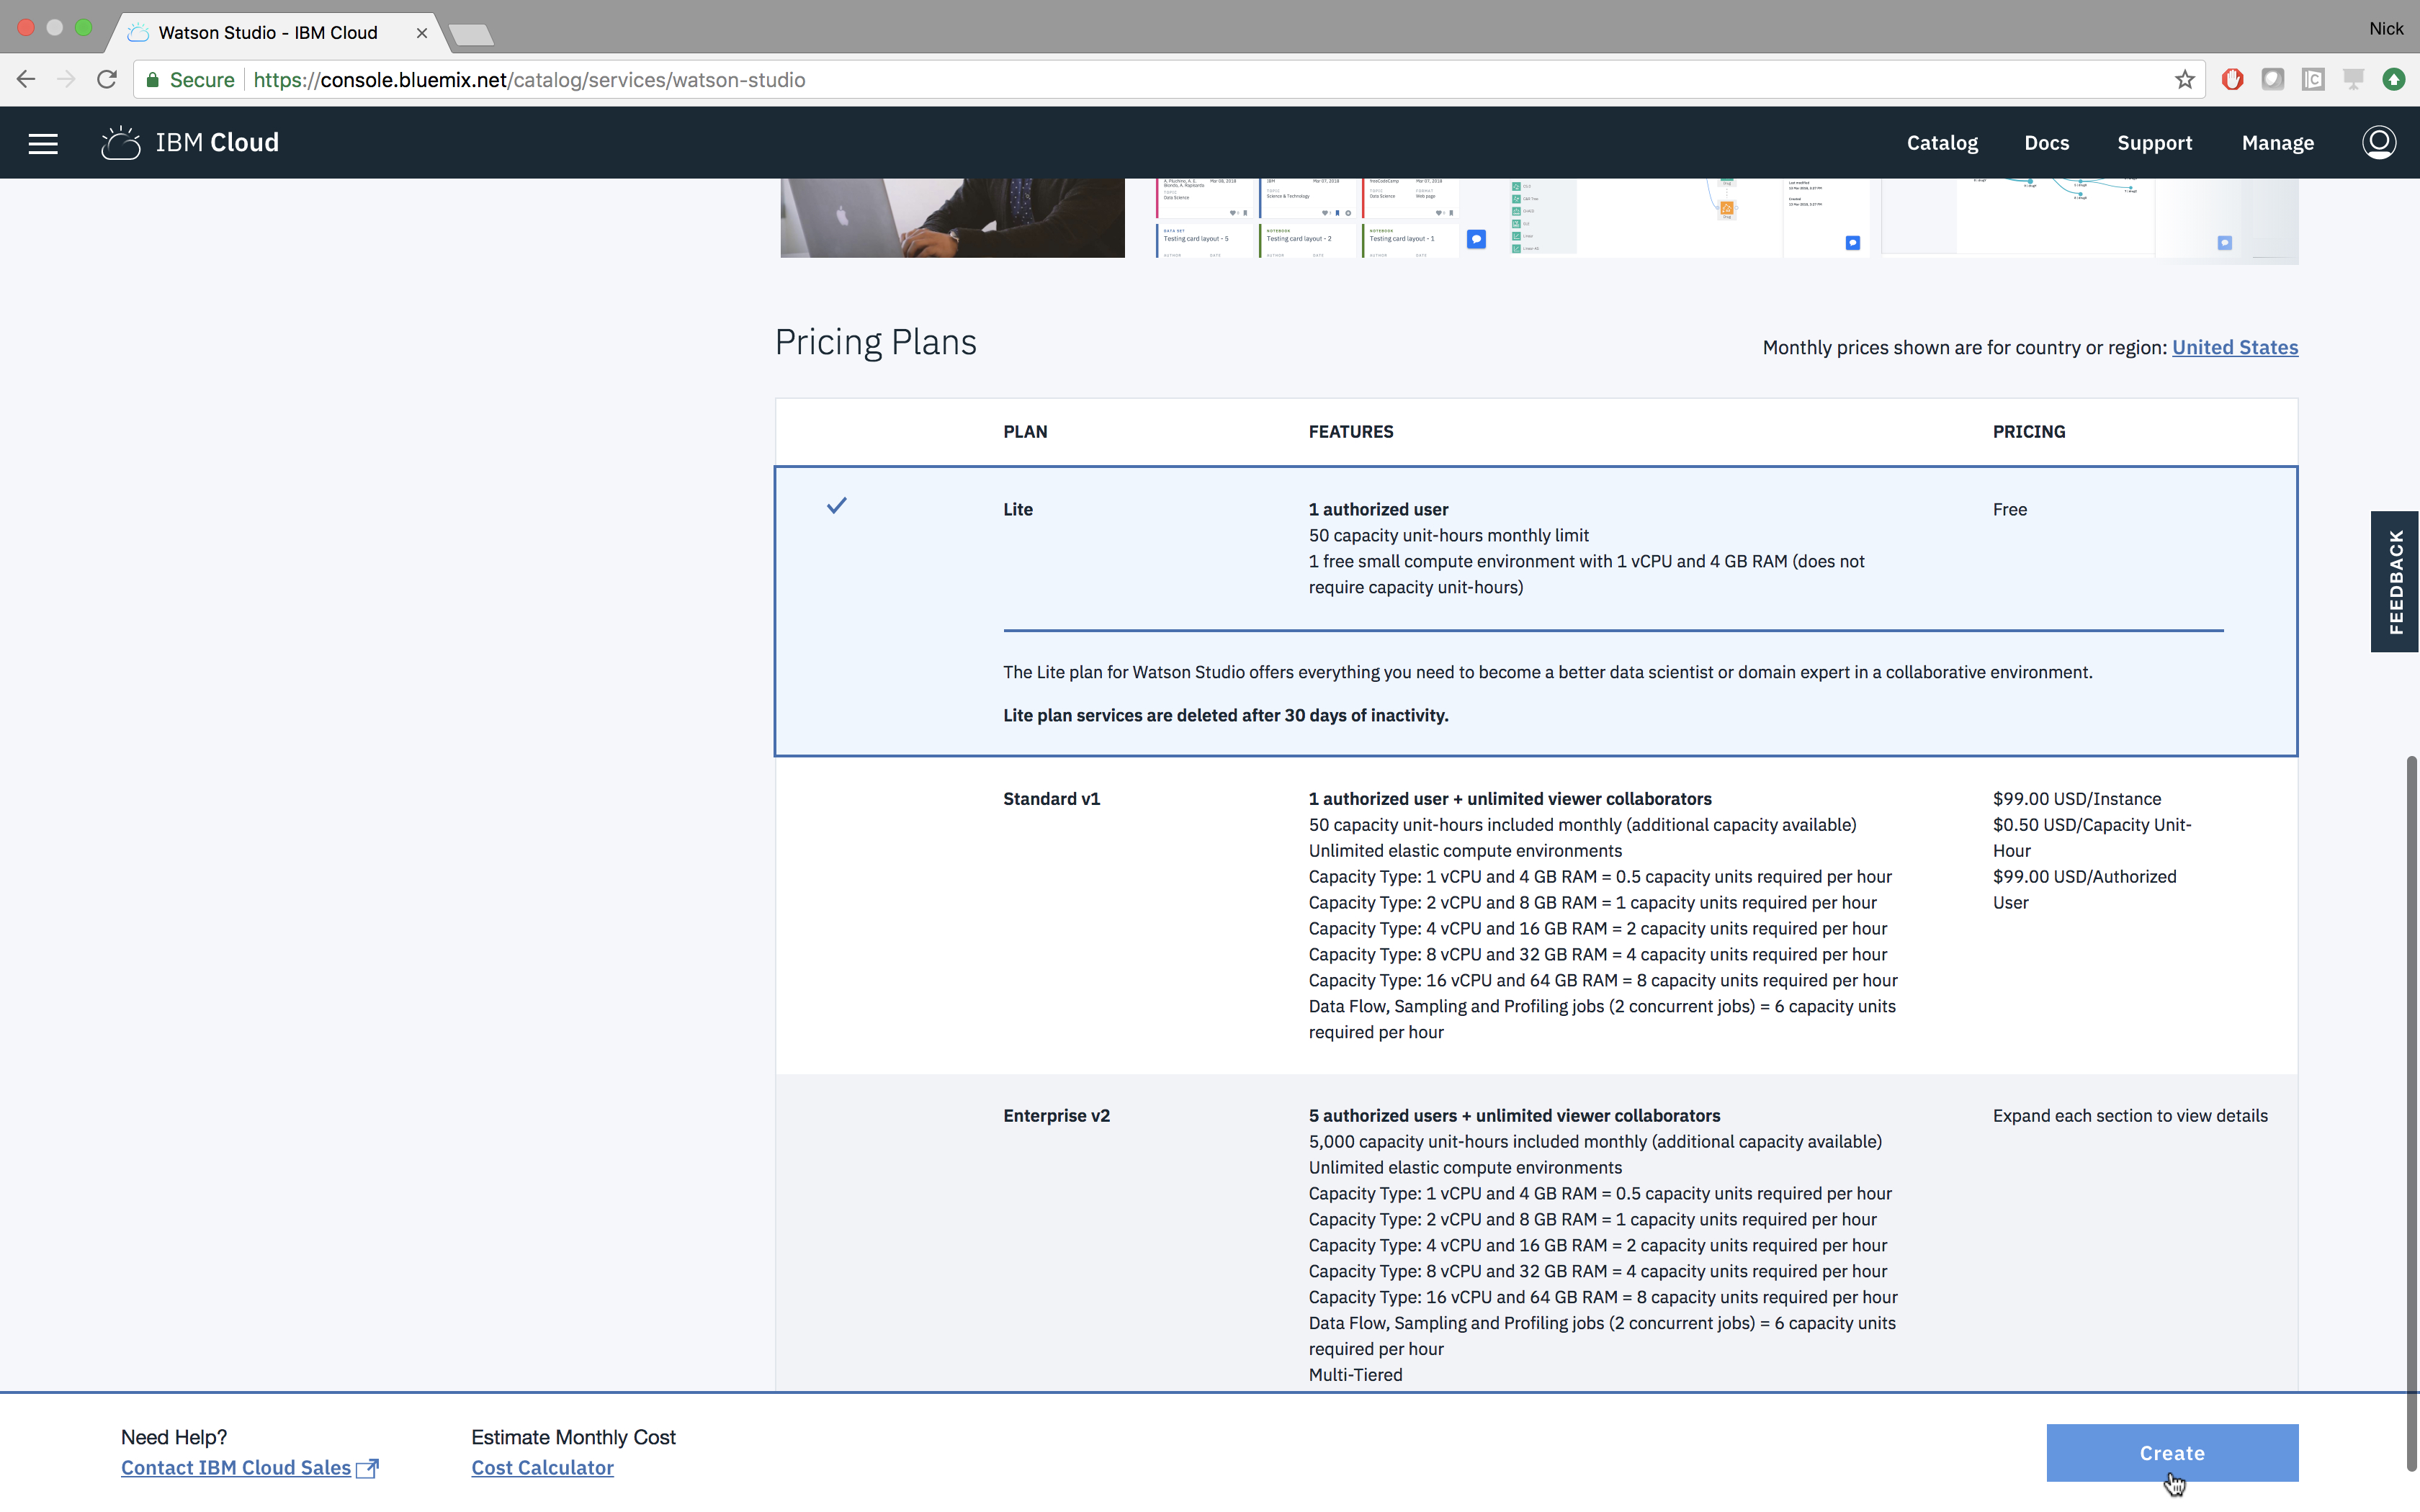 Watson Studio - IBM Cloud
Nick
Secure
https://console.bluemix.net/catalog/services/watson-studio
IBM Cloud
Catalog
Docs
Support
Manage
DATA SET
Testing card layout - 5
AUTHOR DATE
NOTEBOOK
Testing card layout - 2
AUTHOR DATE
NOTEBOOK
Testing card layout - 1
AUTHOR DATE
Pricing Plans
Monthly prices shown are for country or region: United States
PLAN
FEATURES
PRICING
Lite
1 authorized user
50 capacity unit-hours monthly limit
1 free small compute environment with 1 vCPU and 4 GB RAM (does not
require capacity unit-hours)
Free
The Lite plan for Watson Studio offers everything you need to become a better data scientist or domain expert in a collaborative environment.
Lite plan services are deleted after 30 days of inactivity.
Standard v1
1 authorized user + unlimited viewer collaborators
50 capacity unit-hours included monthly (additional capacity available)
Unlimited elastic compute environments
Capacity Type: 1 vCPU and 4 GB RAM = 0.5 capacity units required per hour
Capacity Type: 2 vCPU and 8 GB RAM = 1 capacity units required per hour
Capacity Type: 4 vCPU and 16 GB RAM = 2 capacity units required per hour
Capacity Type: 8 vCPU and 32 GB RAM = 4 capacity units required per hour
Capacity Type: 16 vCPU and 64 GB RAM = 8 capacity units required per hour
Data Flow, Sampling and Profiling jobs (2 concurrent jobs) = 6 capacity units
required per hour
$99.00 USD/Instance
$0.50 USD/Capacity Unit-
Hour
$99.00 USD/Authorized
User
Enterprise v2
5 authorized users + unlimited viewer collaborators
5,000 capacity unit-hours included monthly (additional capacity available)
Unlimited elastic compute environments
Capacity Type: 1 vCPU and 4 GB RAM = 0.5 capacity units required per hour
Capacity Type: 2 vCPU and 8 GB RAM = 1 capacity units required per hour
Capacity Type: 4 vCPU and 16 GB RAM = 2 capacity units required per hour
Capacity Type: 8 vCPU and 32 GB RAM = 4 capacity units required per hour
Capacity Type: 16 vCPU and 64 GB RAM = 8 capacity units required per hour
Data Flow, Sampling and Profiling jobs (2 concurrent jobs) = 6 capacity units
required per hour
Multi-Tiered
Expand each section to view details
FEEDBACK
Need Help?
Contact IBM Cloud Sales
Estimate Monthly Cost
Cost Calculator
Create